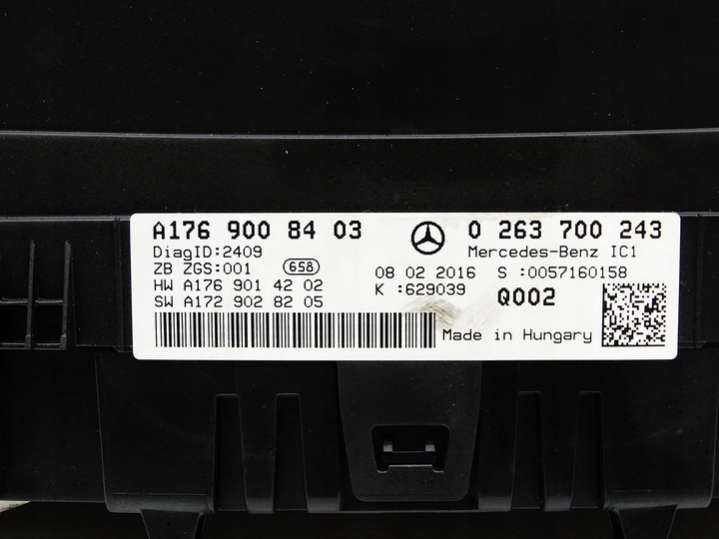 A176 900 84 03 0 263 700 243
DiagID:2409 Mercedes-Benz IC1
ZB ZGS:001 658 08 02 2016 S :0057160158
HW A176 901 42 02 K :629039 Q002
SW A172 902 82 05
Made in Hungary